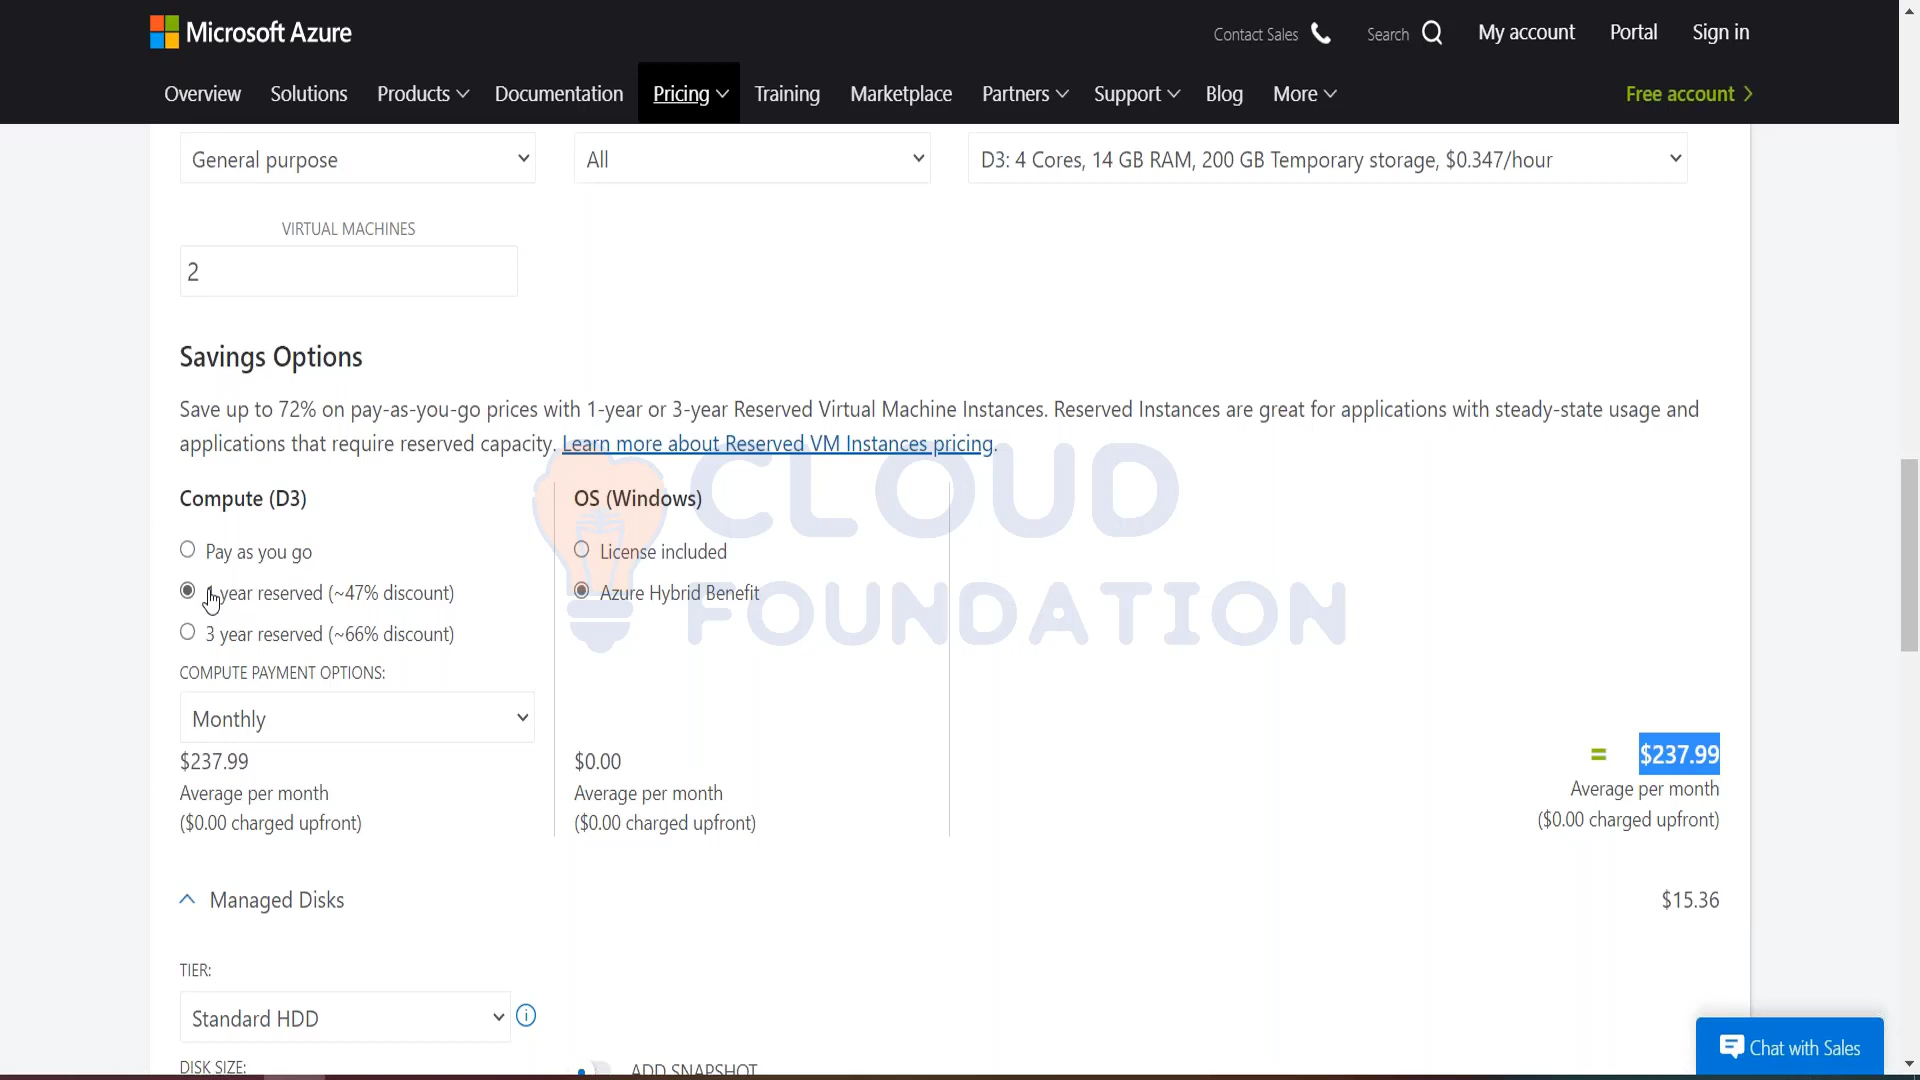 Microsoft Azure
Contact Sales
Search
My account
Portal
Sign in
Overview
Solutions
Products
Documentation
Pricing
Training
Marketplace
Partners
Support
Blog
More
Free account
General purpose
All
D3: 4 Cores, 14 GB RAM, 200 GB Temporary storage, $0.347/hour
VIRTUAL MACHINES
2
Savings Options
Save up to 72% on pay-as-you-go prices with 1-year or 3-year Reserved Virtual Machine Instances. Reserved Instances are great for applications with steady-state usage and
applications that require reserved capacity. Learn more about Reserved VM Instances pricing.
CLOUD
FOUNDATION
Compute (D3)
Pay as you go
1 year reserved (~47% discount)
3 year reserved (~66% discount)
COMPUTE PAYMENT OPTIONS:
Monthly
$237.99
Average per month
($0.00 charged upfront)
OS (Windows)
License included
Azure Hybrid Benefit
$0.00
Average per month
($0.00 charged upfront)
= $237.99
Average per month
($0.00 charged upfront)
Managed Disks
$15.36
TIER:
Standard HDD
DISK SIZE:
ADD SNAPSHOT
Chat with Sales